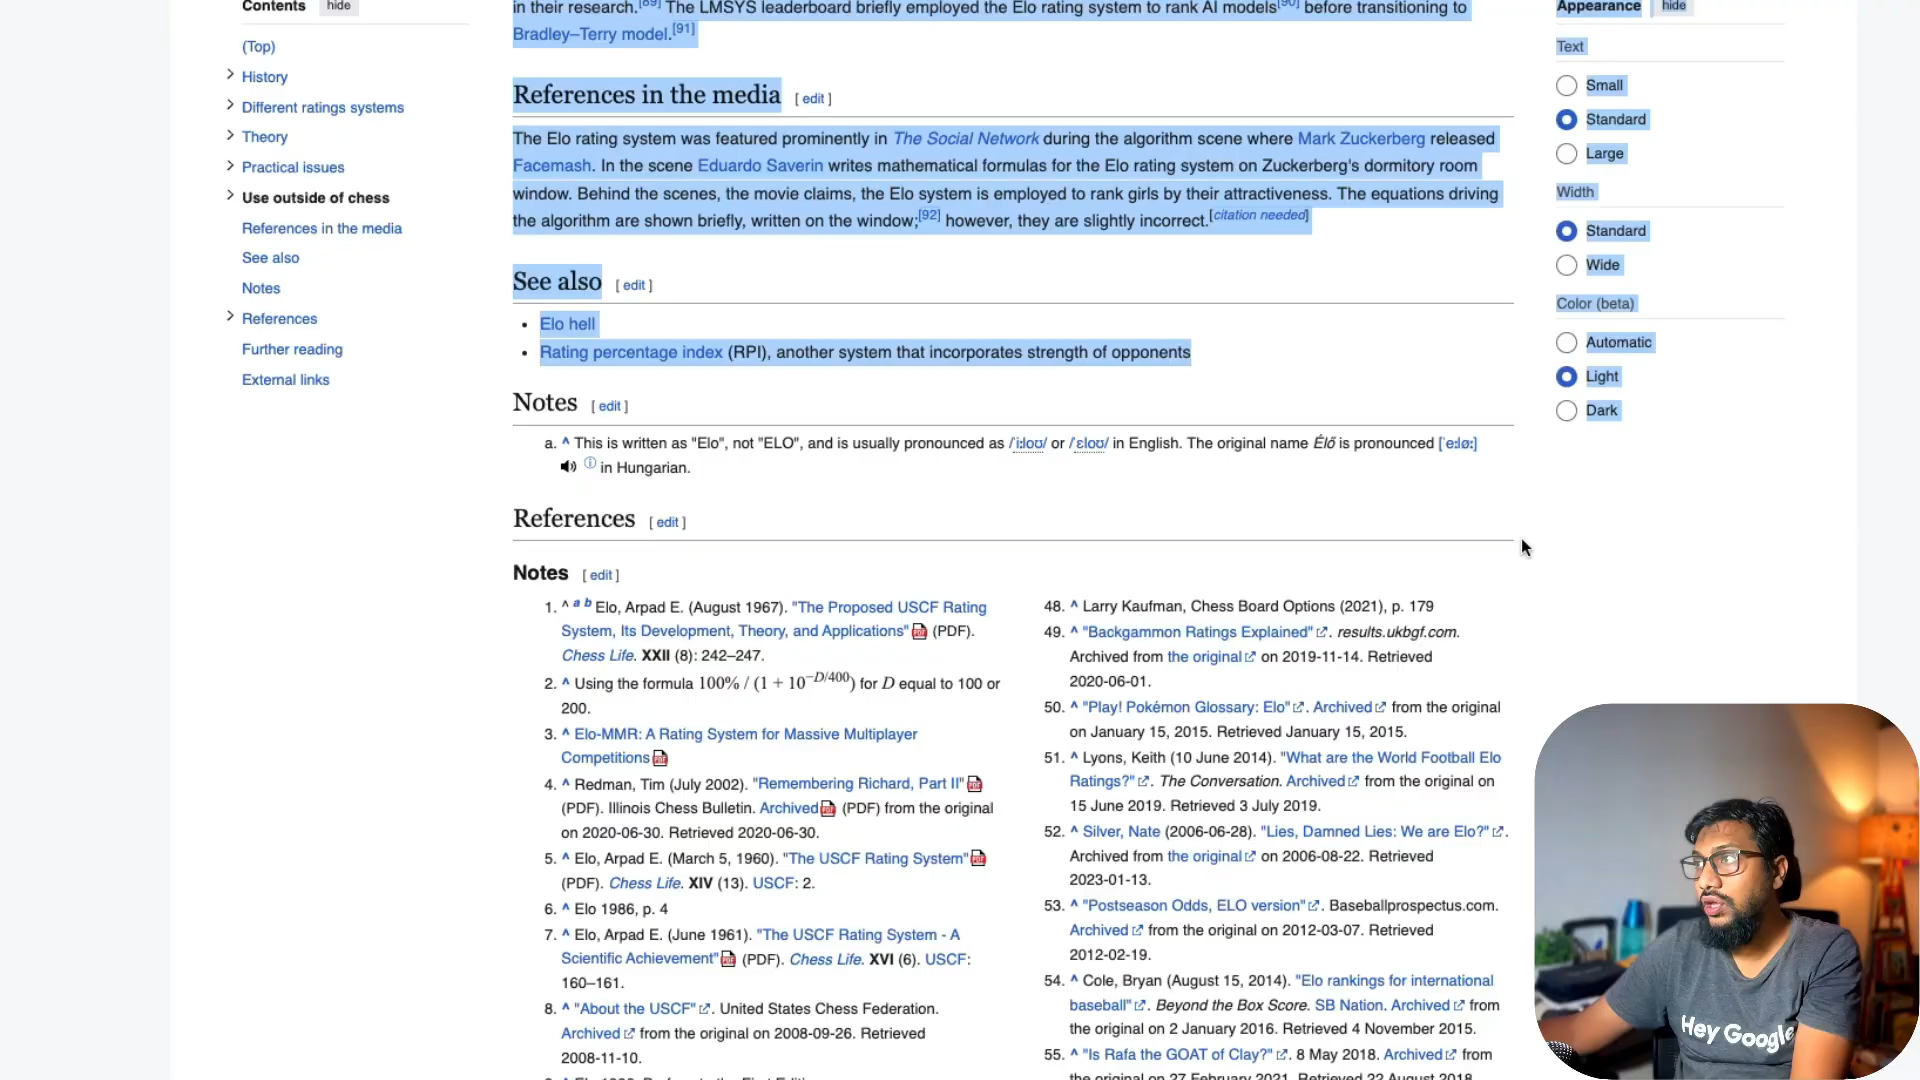 Contents hide
(Top)
History
Different ratings systems
Theory
Practical issues
Use outside of chess
References in the media
See also
Notes
References
Further reading
External links
in their research.[89] The LMSYS leaderboard briefly employed the Elo rating system to rank AI models[90] before transitioning to
Bradley–Terry model.[91]
References in the media [ edit ]
The Elo rating system was featured prominently in The Social Network during the algorithm scene where Mark Zuckerberg released
Facemash. In the scene Eduardo Saverin writes mathematical formulas for the Elo rating system on Zuckerberg's dormitory room
window. Behind the scenes, the movie claims, the Elo system is employed to rank girls by their attractiveness. The equations driving
the algorithm are shown briefly, written on the window;[92] however, they are slightly incorrect.[citation needed]
See also [ edit ]
• Elo hell
• Rating percentage index (RPI), another system that incorporates strength of opponents
Notes [ edit ]
a. ^ This is written as "Elo", not "ELO", and is usually pronounced as /ˈiːloʊ/ or /ˈɛloʊ/ in English. The original name Élő is pronounced [ˈeːløː]
in Hungarian.
References [ edit ]
Notes [ edit ]
1. ^ a b Elo, Arpad E. (August 1967). "The Proposed USCF Rating
System, Its Development, Theory, and Applications" (PDF).
Chess Life. XXII (8): 242–247.
2. ^ Using the formula 100% / (1 + 10^−D/400) for D equal to 100 or
200.
3. ^ Elo-MMR: A Rating System for Massive Multiplayer
Competitions
4. ^ Redman, Tim (July 2002). "Remembering Richard, Part II"
(PDF). Illinois Chess Bulletin. Archived (PDF) from the original
on 2020-06-30. Retrieved 2020-06-30.
5. ^ Elo, Arpad E. (March 5, 1960). "The USCF Rating System"
(PDF). Chess Life. XIV (13). USCF: 2.
6. ^ Elo 1986, p. 4
7. ^ Elo, Arpad E. (June 1961). "The USCF Rating System - A
Scientific Achievement" (PDF). Chess Life. XVI (6). USCF:
160–161.
8. ^ "About the USCF". United States Chess Federation.
Archived from the original on 2008-09-26. Retrieved
2008-11-10.
48. ^ Larry Kaufman, Chess Board Options (2021), p. 179
49. ^ "Backgammon Ratings Explained". results.ukbgf.com.
Archived from the original on 2019-11-14. Retrieved
2020-06-01.
50. ^ "Play! Pokémon Glossary: Elo". Archived from the original
on January 15, 2015. Retrieved January 15, 2015.
51. ^ Lyons, Keith (10 June 2014). "What are the World Football Elo
Ratings?". The Conversation. Archived from the original on
15 June 2019. Retrieved 3 July 2019.
52. ^ Silver, Nate (2006-06-28). "Lies, Damned Lies: We are Elo?".
Archived from the original on 2006-08-22. Retrieved
2023-01-13.
53. ^ "Postseason Odds, ELO version". Baseballprospectus.com.
Archived from the original on 2012-03-07. Retrieved
2012-02-19.
54. ^ Cole, Bryan (August 15, 2014). "Elo rankings for international
baseball". Beyond the Box Score. SB Nation. Archived from
the original on 2 January 2016. Retrieved 4 November 2015.
55. ^ "Is Rafa the GOAT of Clay?". 8 May 2018. Archived from
the original on 27 February 2021. Retrieved 22 August 2018.
Appearance hide
Text
Small
Standard
Large
Width
Standard
Wide
Color (beta)
Automatic
Light
Dark
Hey Google